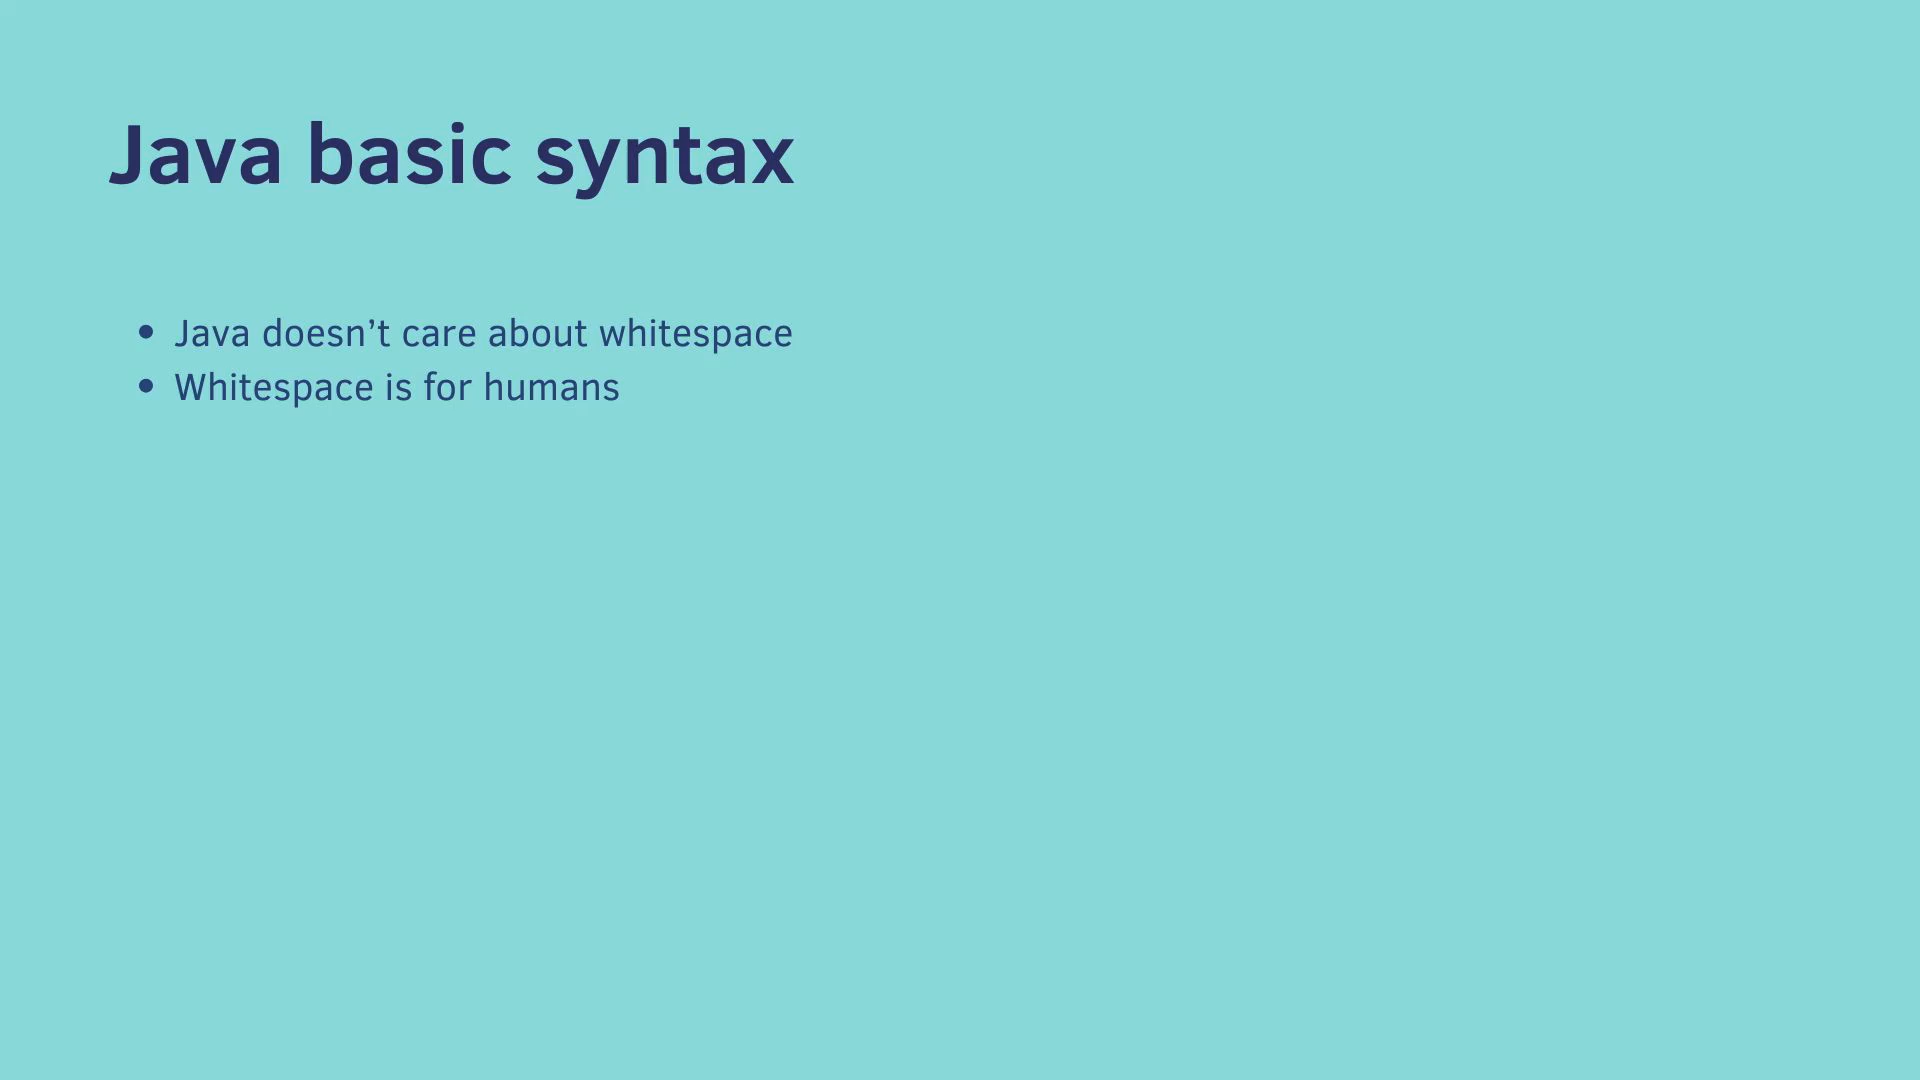 Java basic syntax
• Java doesn’t care about whitespace
• Whitespace is for humans